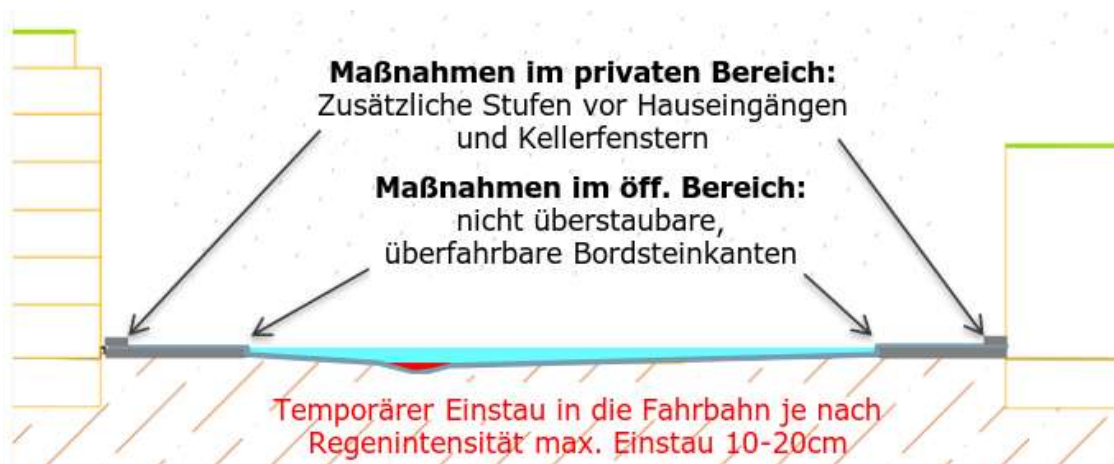 Maßnahmen im privaten Bereich:
Zusätzliche Stufen vor Hauseingängen
und Kellerfenstern
Maßnahmen im öff. Bereich:
nicht überstaubare,
überfahrbare Bordsteinkanten
Temporärer Einstau in die Fahrbahn je nach
Regenintensität max. Einstau 10-20cm